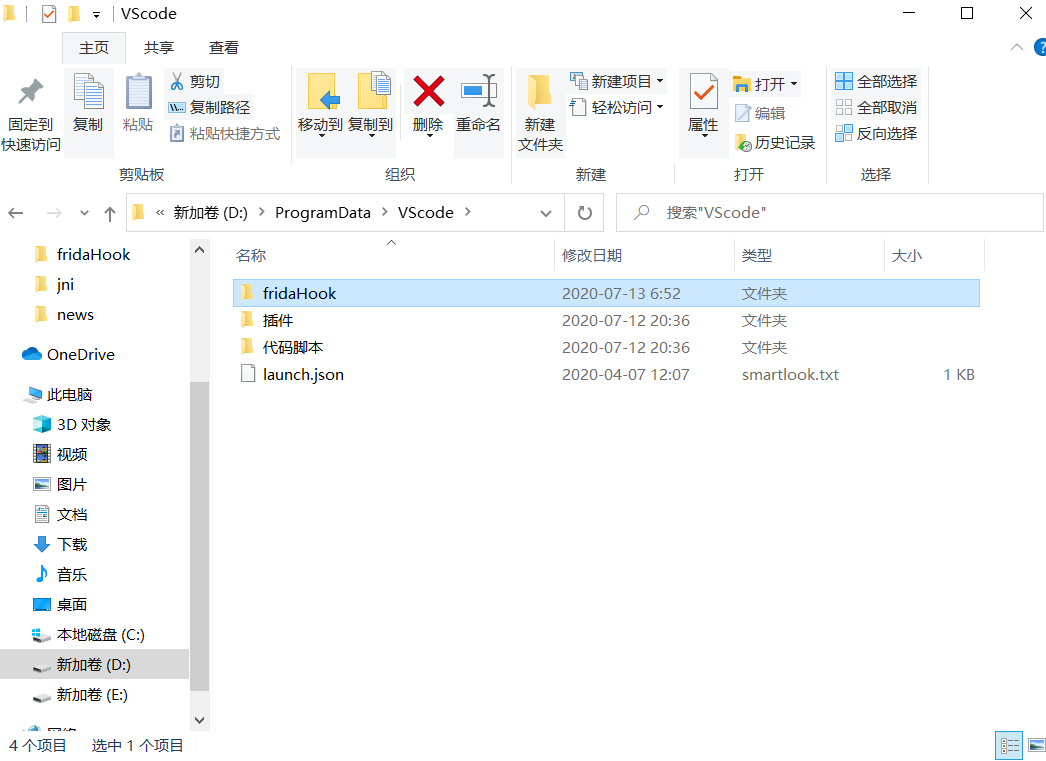 VScode
主页 共享 查看
固定到快速访问
复制
粘贴
剪切
复制路径
粘贴快捷方式
剪贴板
移动到
复制到
删除
重命名
组织
新建文件夹
新建项目
轻松访问
新建
属性
打开
编辑
历史记录
打开
全部选择
全部取消
反向选择
选择
« 新加卷 (D:) > ProgramData > VScode >
搜索"VScode"
fridaHook
jni
news
OneDrive
此电脑
3D 对象
视频
图片
文档
下载
音乐
桌面
本地磁盘 (C:)
新加卷 (D:)
新加卷 (E:)
网络
名称 修改日期 类型 大小
fridaHook 2020-07-13 6:52 文件夹
插件 2020-07-12 20:36 文件夹
代码脚本 2020-07-12 20:36 文件夹
launch.json 2020-04-07 12:07 smartlook.txt 1 KB
4 个项目 选中 1 个项目